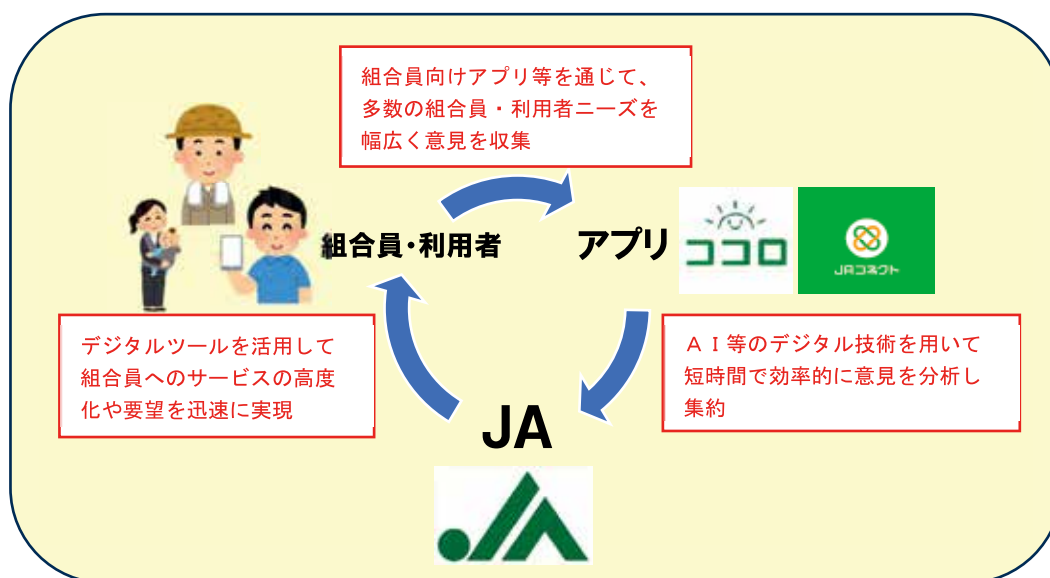 組合員向けアプリ等を通じて、
多数の組合員・利用者ニーズを
幅広く意見を収集
組合員・利用者
アプリ
ココロ
JAコネクト
デジタルツールを活用して
組合員へのサービスの高度
化や要望を迅速に実現
ＡＩ等のデジタル技術を用いて
短時間で効率的に意見を分析し
集約
JA
JA